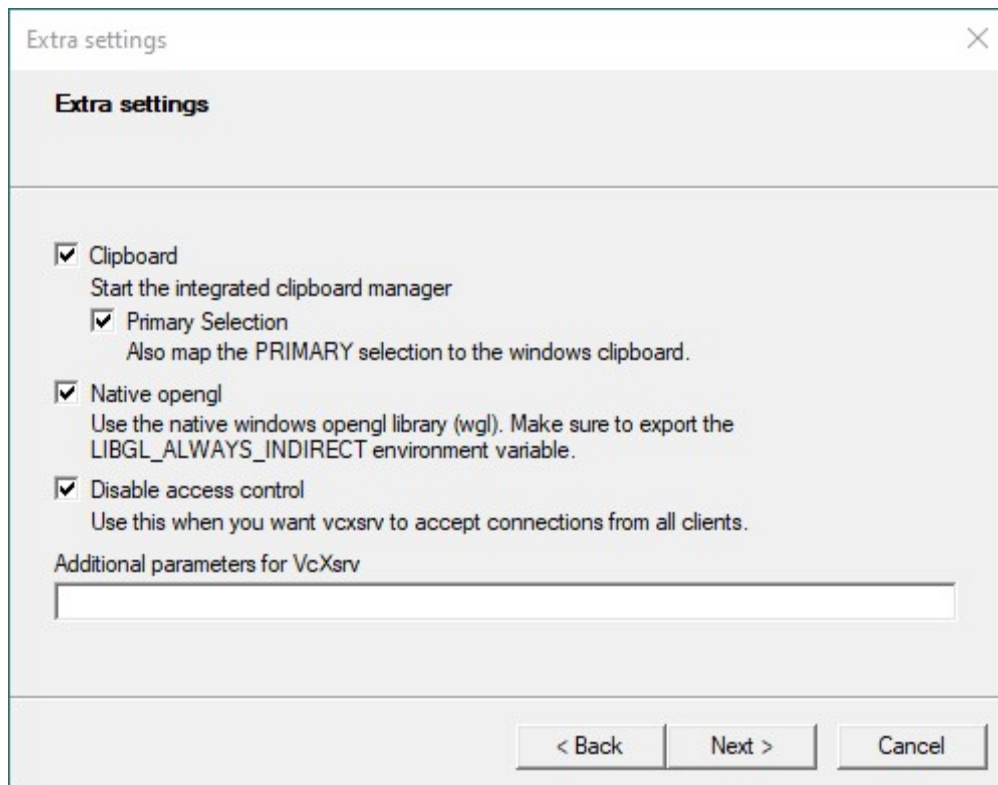 Extra settings
Extra settings
Clipboard
Start the integrated clipboard manager
Primary Selection
Also map the PRIMARY selection to the windows clipboard.
Native opengl
Use the native windows opengl library (wgl). Make sure to export the
LIBGL_ALWAYS_INDIRECT environment variable.
Disable access control
Use this when you want vcxsrv to accept connections from all clients.
Additional parameters for VcXsrv
< Back Next > Cancel